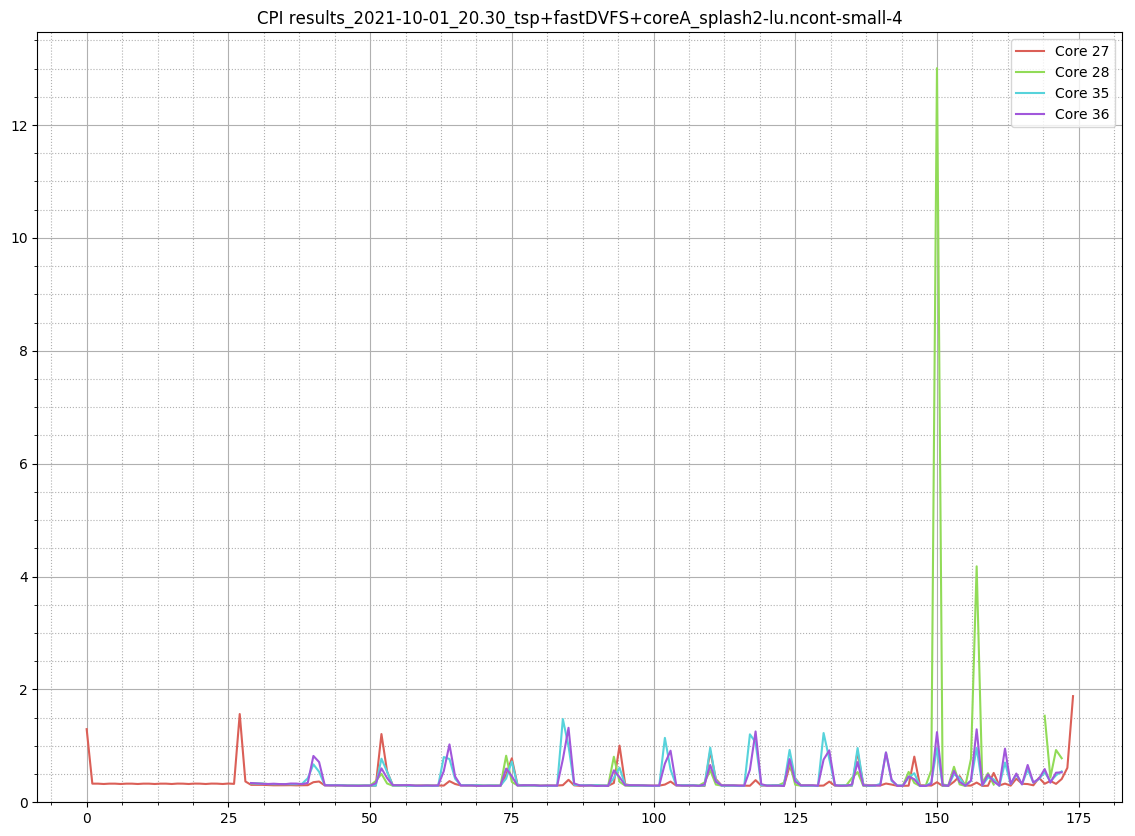 CPI results_2021-10-01_20.30_tsp+fastDVFS+coreA_splash2-lu.ncont-small-4
Core 27
Core 28
Core 35
Core 36
12
10
8
6
4
2
0
0 25 50 75 100 125 150 175